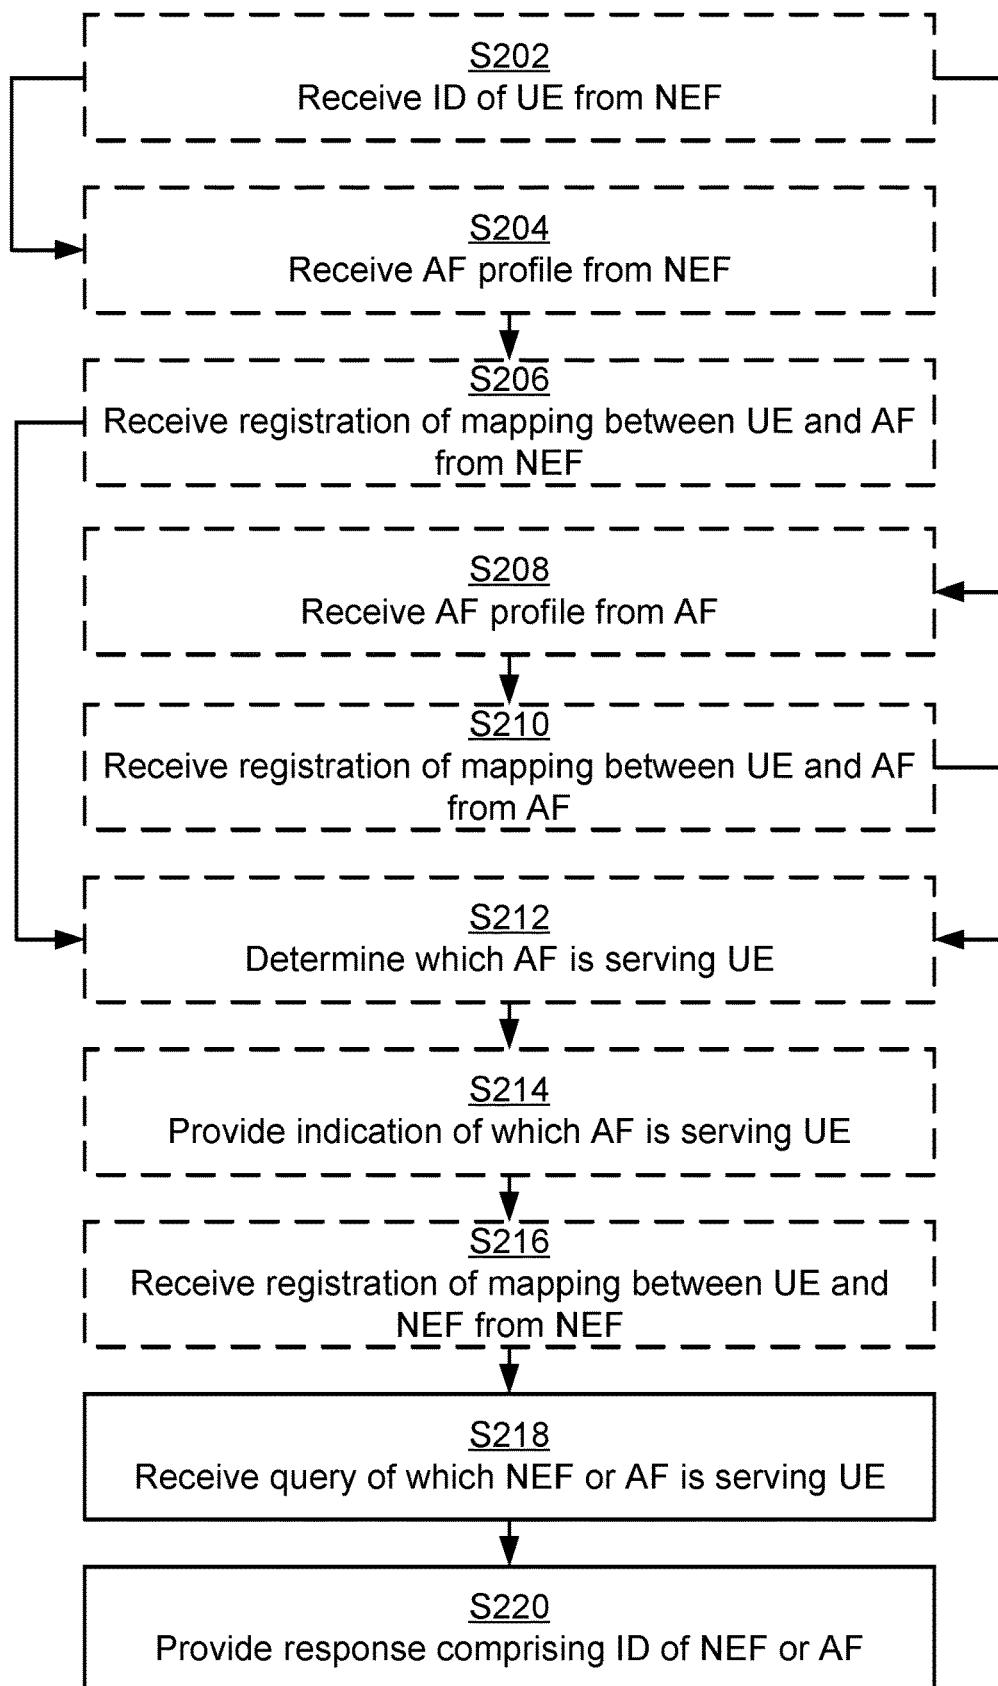 S202
Receive ID of UE from NEF
S204
Receive AF profile from NEF
S206
Receive registration of mapping between UE and AF
from NEF
S208
Receive AF profile from AF
S210
Receive registration of mapping between UE and AF
from AF
S212
Determine which AF is serving UE
S214
Provide indication of which AF is serving UE
S216
Receive registration of mapping between UE and
NEF from NEF
S218
Receive query of which NEF or AF is serving UE
S220
Provide response comprising ID of NEF or AF